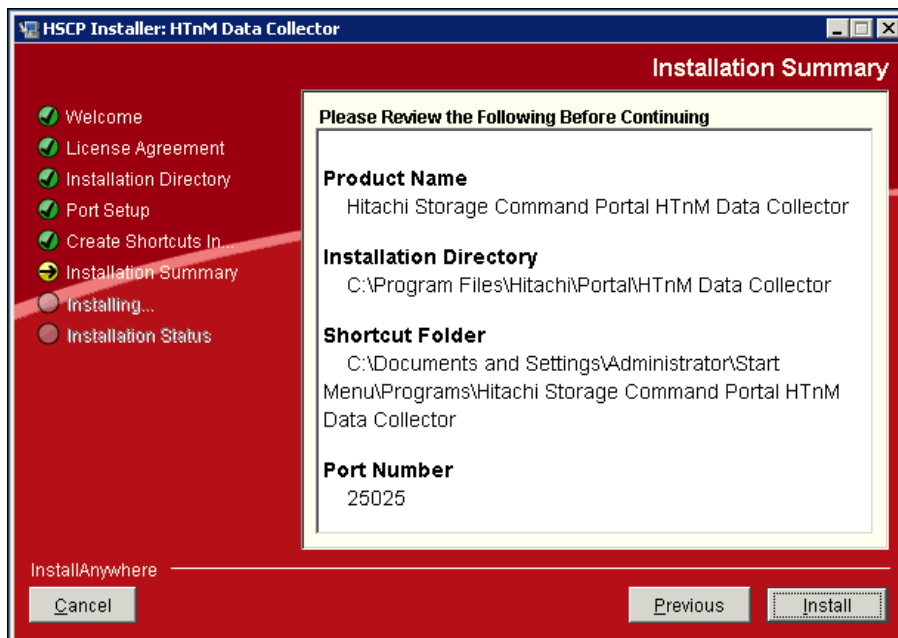 HSCP Installer: HTnM Data Collector
Installation Summary
Welcome
License Agreement
Installation Directory
Port Setup
Create Shortcuts In...
Installation Summary
Installing...
Installation Status
Please Review the Following Before Continuing
Product Name
Hitachi Storage Command Portal HTnM Data Collector
Installation Directory
C:\Program Files\Hitachi\Portal\HTnM Data Collector
Shortcut Folder
C:\Documents and Settings\Administrator\Start
Menu\Programs\Hitachi Storage Command Portal HTnM
Data Collector
Port Number
25025
InstallAnywhere
Cancel
Previous
Install